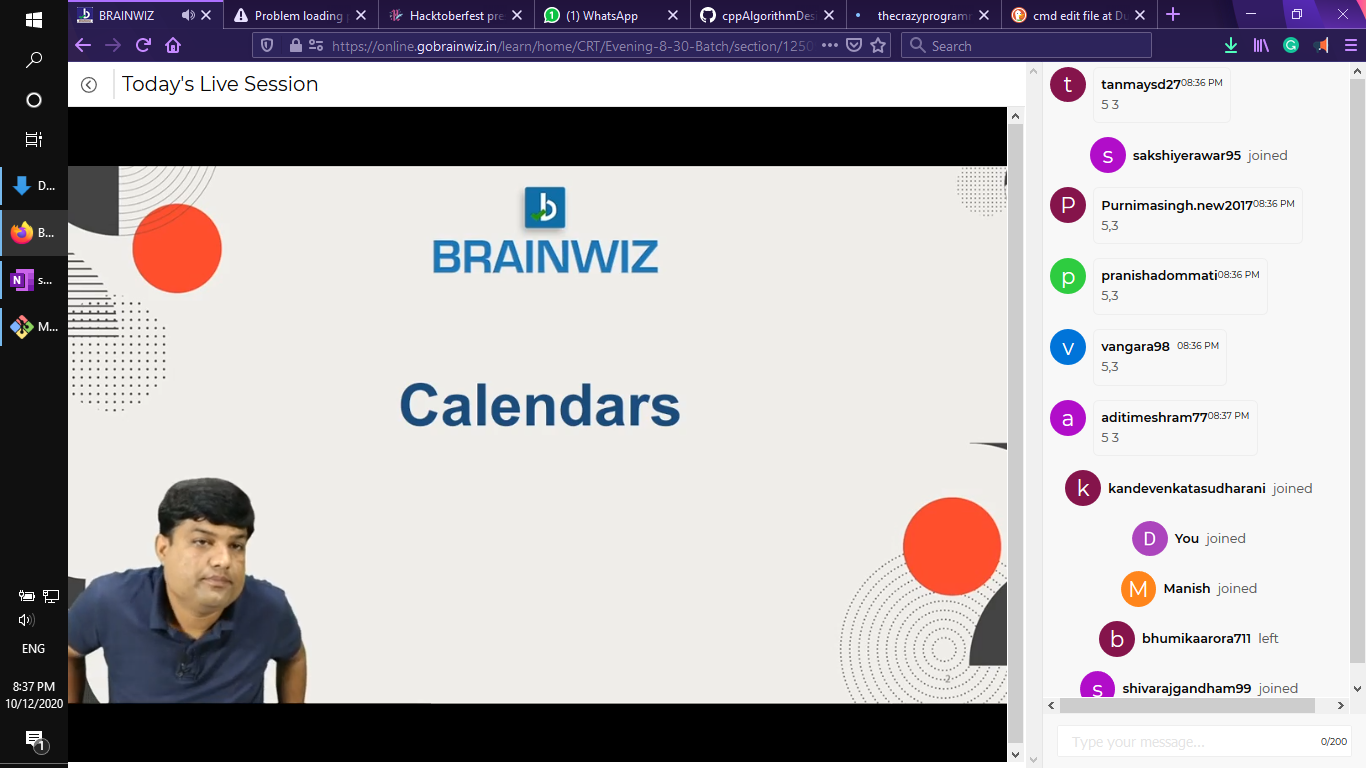 BRAINWIZ
Problem loading p
Hacktoberfest pre
(1) WhatsApp
cppAlgorithmDes
thecrazyprogramm
cmd edit file at Du
https://online.gobrainwiz.in/learn/home/CRT/Evening-8-30-Batch/section/1250
Search
Today's Live Session
BRAINWIZ
Calendars
2
tanmaysd27 08:36 PM
5 3
sakshiyerawar95 joined
Purnimasingh.new2017 08:36 PM
5,3
pranishadommati 08:36 PM
5,3
vangara98 08:36 PM
5,3
aditimeshram77 08:37 PM
5 3
kandevenkatasudharani joined
You joined
Manish joined
bhumikaarora711 left
shivarajgandham99 joined
Type your message...
0/200
D...
B...
s...
M...
ENG
8:37 PM
10/12/2020
1